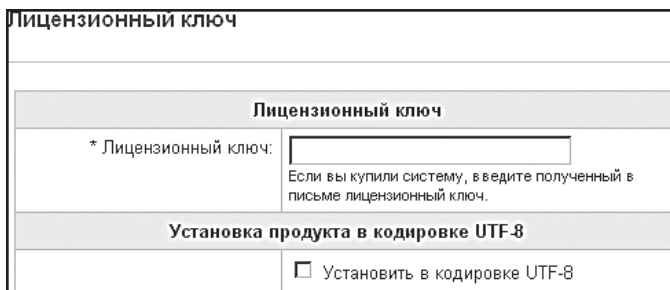 Лицензионный ключ
Лицензионный ключ
* Лицензионный ключ:
Если вы купили систему, введите полученный в
письме лицензионный ключ.
Установка продукта в кодировке UTF-8
Установить в кодировке UTF-8